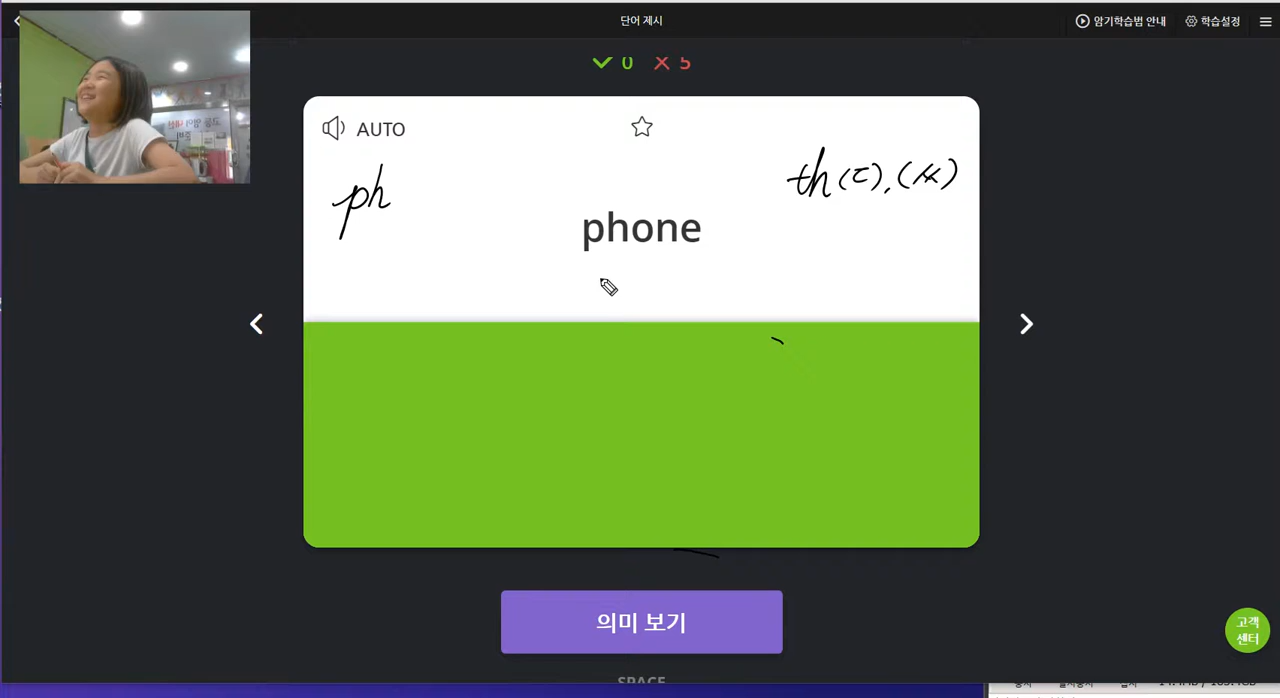 단어 제시
암기학습법 안내
학습설정
0
5
AUTO
ph
th(ㄷ).(ㅆ)
phone
의미 보기
고객
센터
SPACE